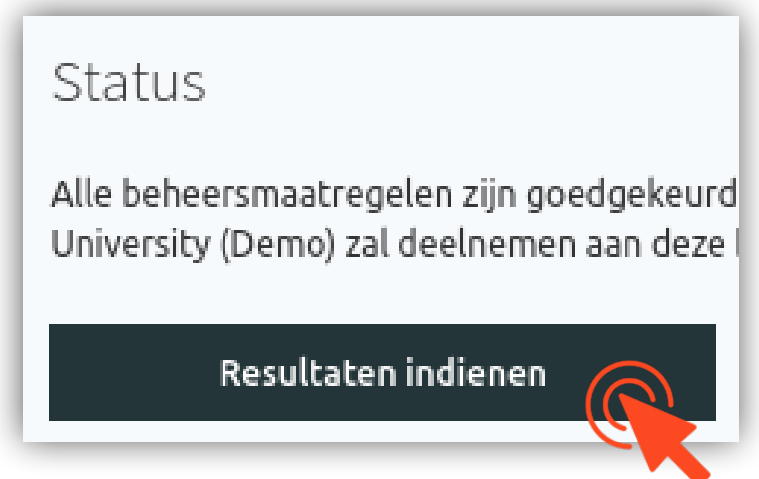 Status
Alle beheersmaatregelen zijn goedgekeurd
University (Demo) zal deelnemen aan deze
Resultaten indienen